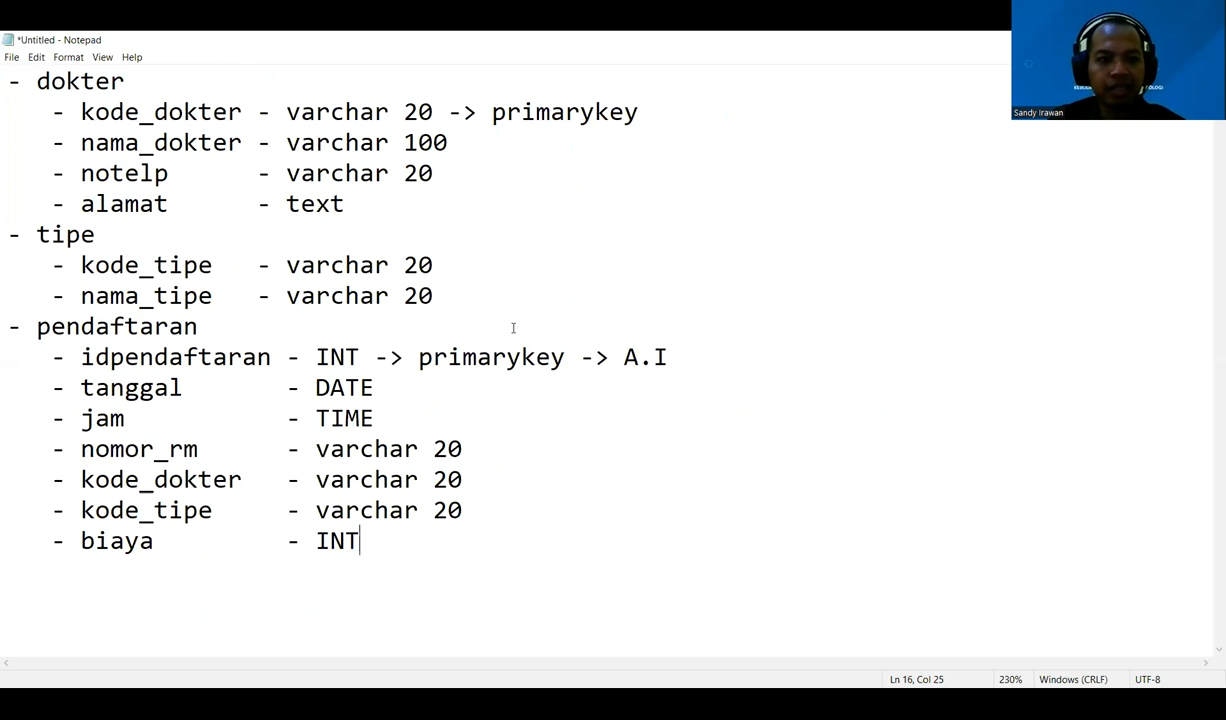 *Untitled - Notepad
File Edit Format View Help
- dokter
- kode_dokter - varchar 20 -> primarykey
- nama_dokter - varchar 100
- notelp - varchar 20
- alamat - text
- tipe
- kode_tipe - varchar 20
- nama_tipe - varchar 20
- pendaftaran
- idpendaftaran - INT -> primarykey -> A.I
- tanggal - DATE
- jam - TIME
- nomor_rm - varchar 20
- kode_dokter - varchar 20
- kode_tipe - varchar 20
- biaya - INT
Sandy Irawan
Ln 16, Col 25 230% Windows (CRLF) UTF-8